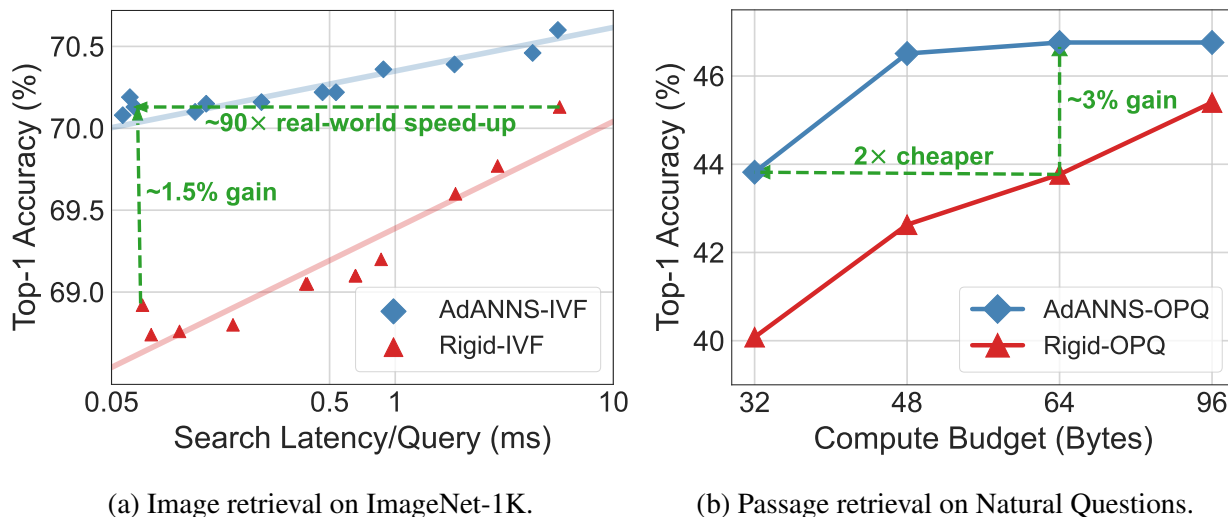 70.5
70.0
69.5
69.0
Top-1 Accuracy (%)
~90× real-world speed-up
~1.5% gain
AdANNS-IVF
Rigid-IVF
0.05
0.5
1
10
Search Latency/Query (ms)
(a) Image retrieval on ImageNet-1K.
46
44
42
40
Top-1 Accuracy (%)
~3% gain
2× cheaper
AdANNS-OPQ
Rigid-OPQ
32
48
64
96
Compute Budget (Bytes)
(b) Passage retrieval on Natural Questions.